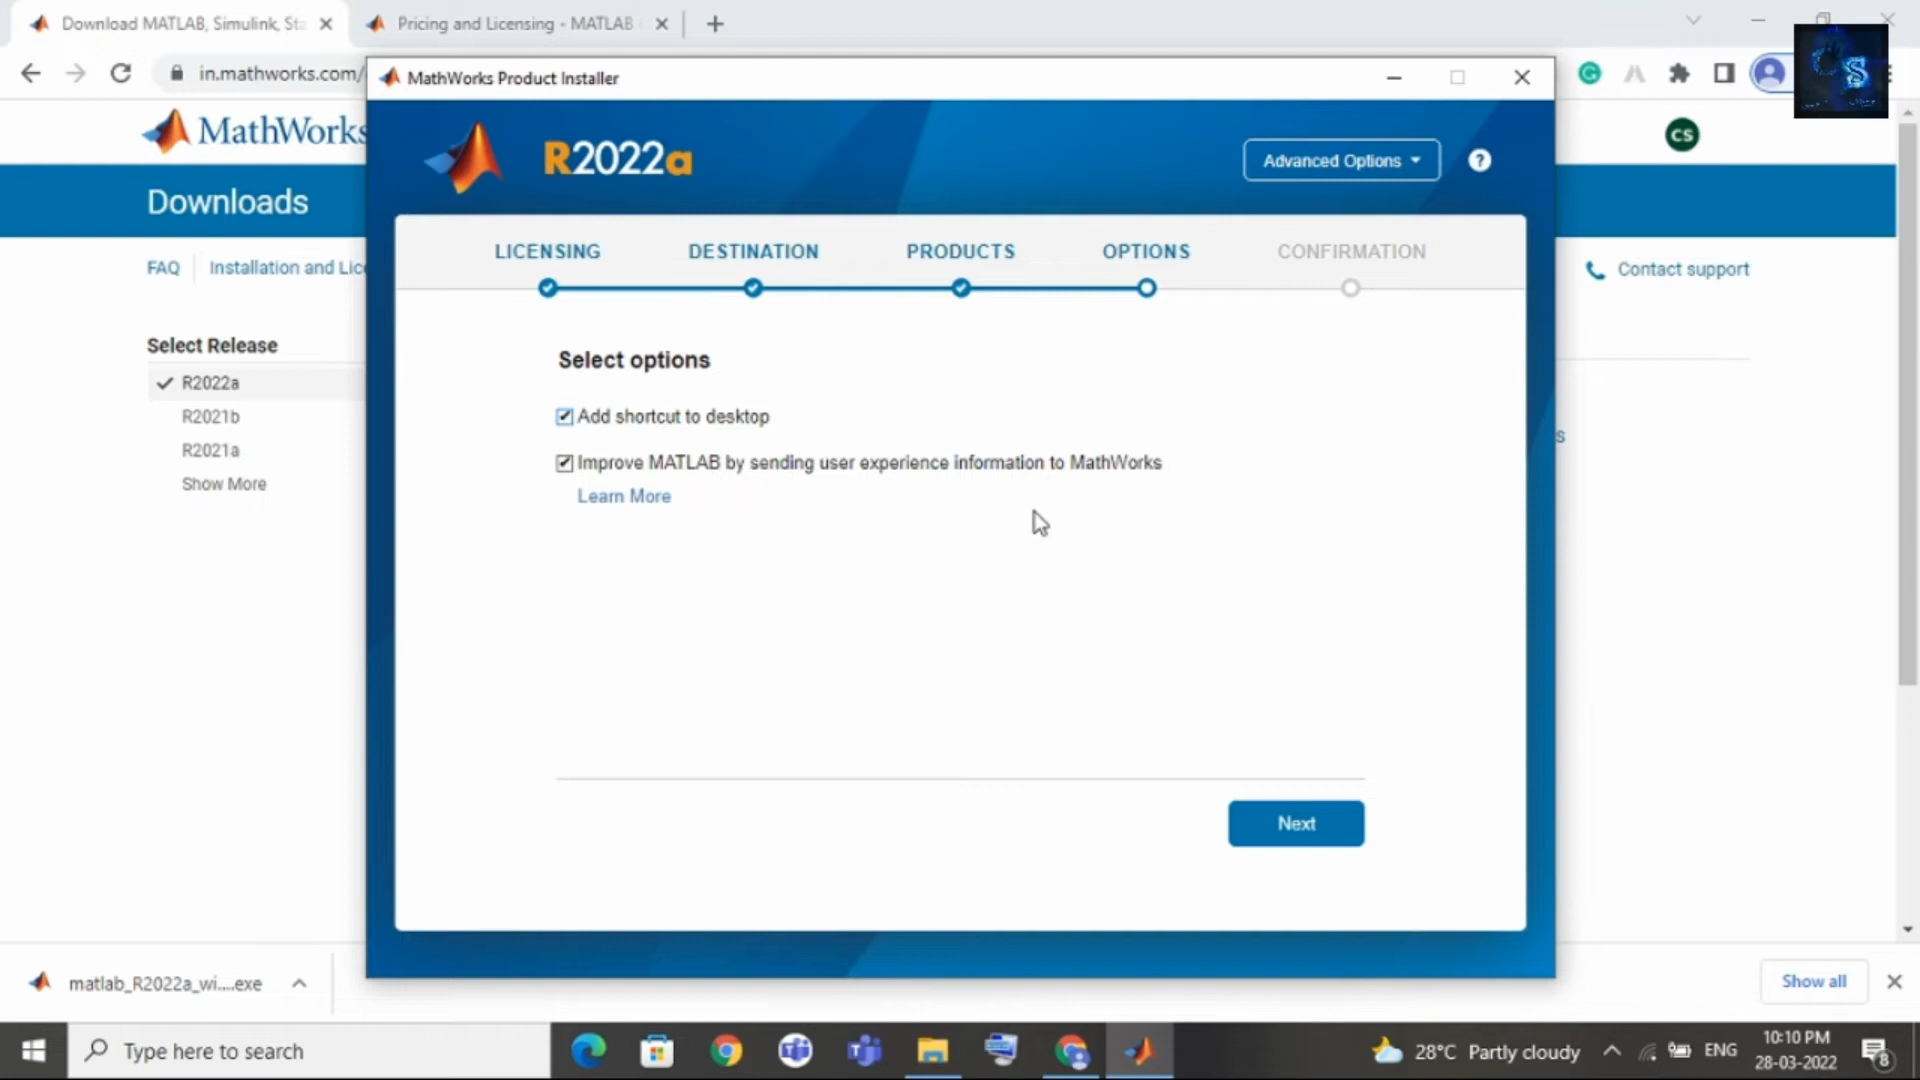 Download MATLAB, Simulink, Sta
Pricing and Licensing - MATLAB
in.mathworks.com/
MathWorks Product Installer
MathWorks
R2022a
Advanced Options
CS
Downloads
LICENSING
DESTINATION
PRODUCTS
OPTIONS
CONFIRMATION
FAQ
Installation and Lice
Contact support
Select Release
Select options
R2022a
R2021b
R2021a
Show More
Add shortcut to desktop
Improve MATLAB by sending user experience information to MathWorks
Learn More
s
Next
matlab_R2022a_wi....exe
Show all
Type here to search
28°C Partly cloudy
ENG
10:10 PM
28-03-2022
8